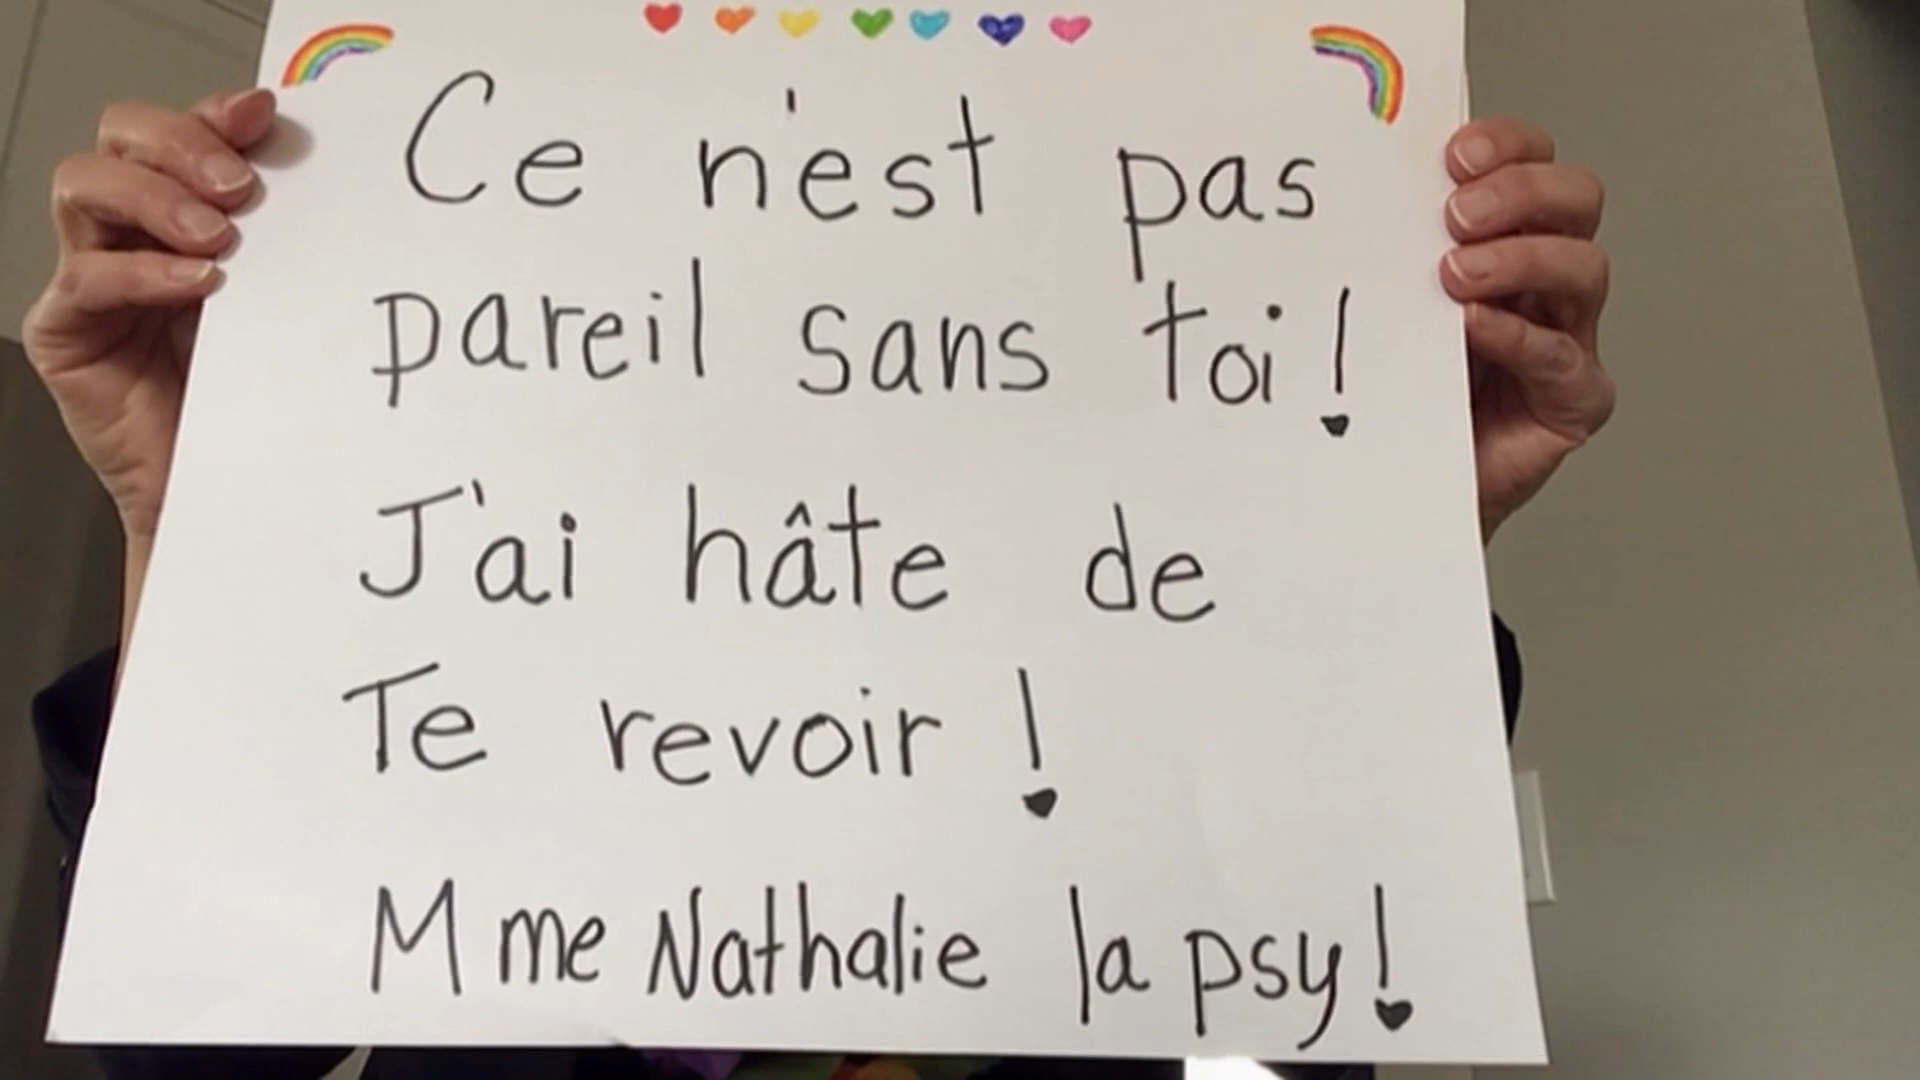 Ce n'est pas
pareil sans toi!
J'ai hâte de
Te revoir!
Mme Nathalie la psy!